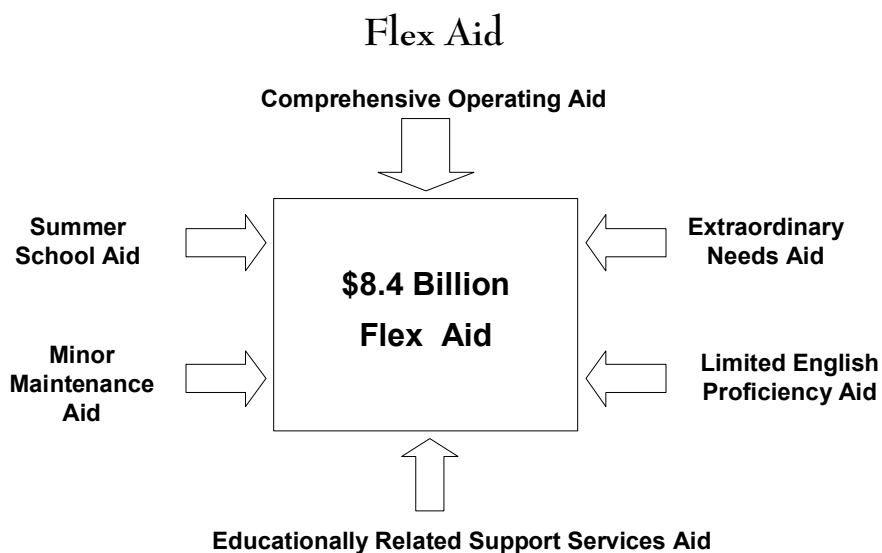 Flex Aid
Comprehensive Operating Aid
Summer
School Aid
Extraordinary
Needs Aid
$8.4 Billion
Flex Aid
Minor
Maintenance
Aid
Limited English
Proficiency Aid
Educationally Related Support Services Aid